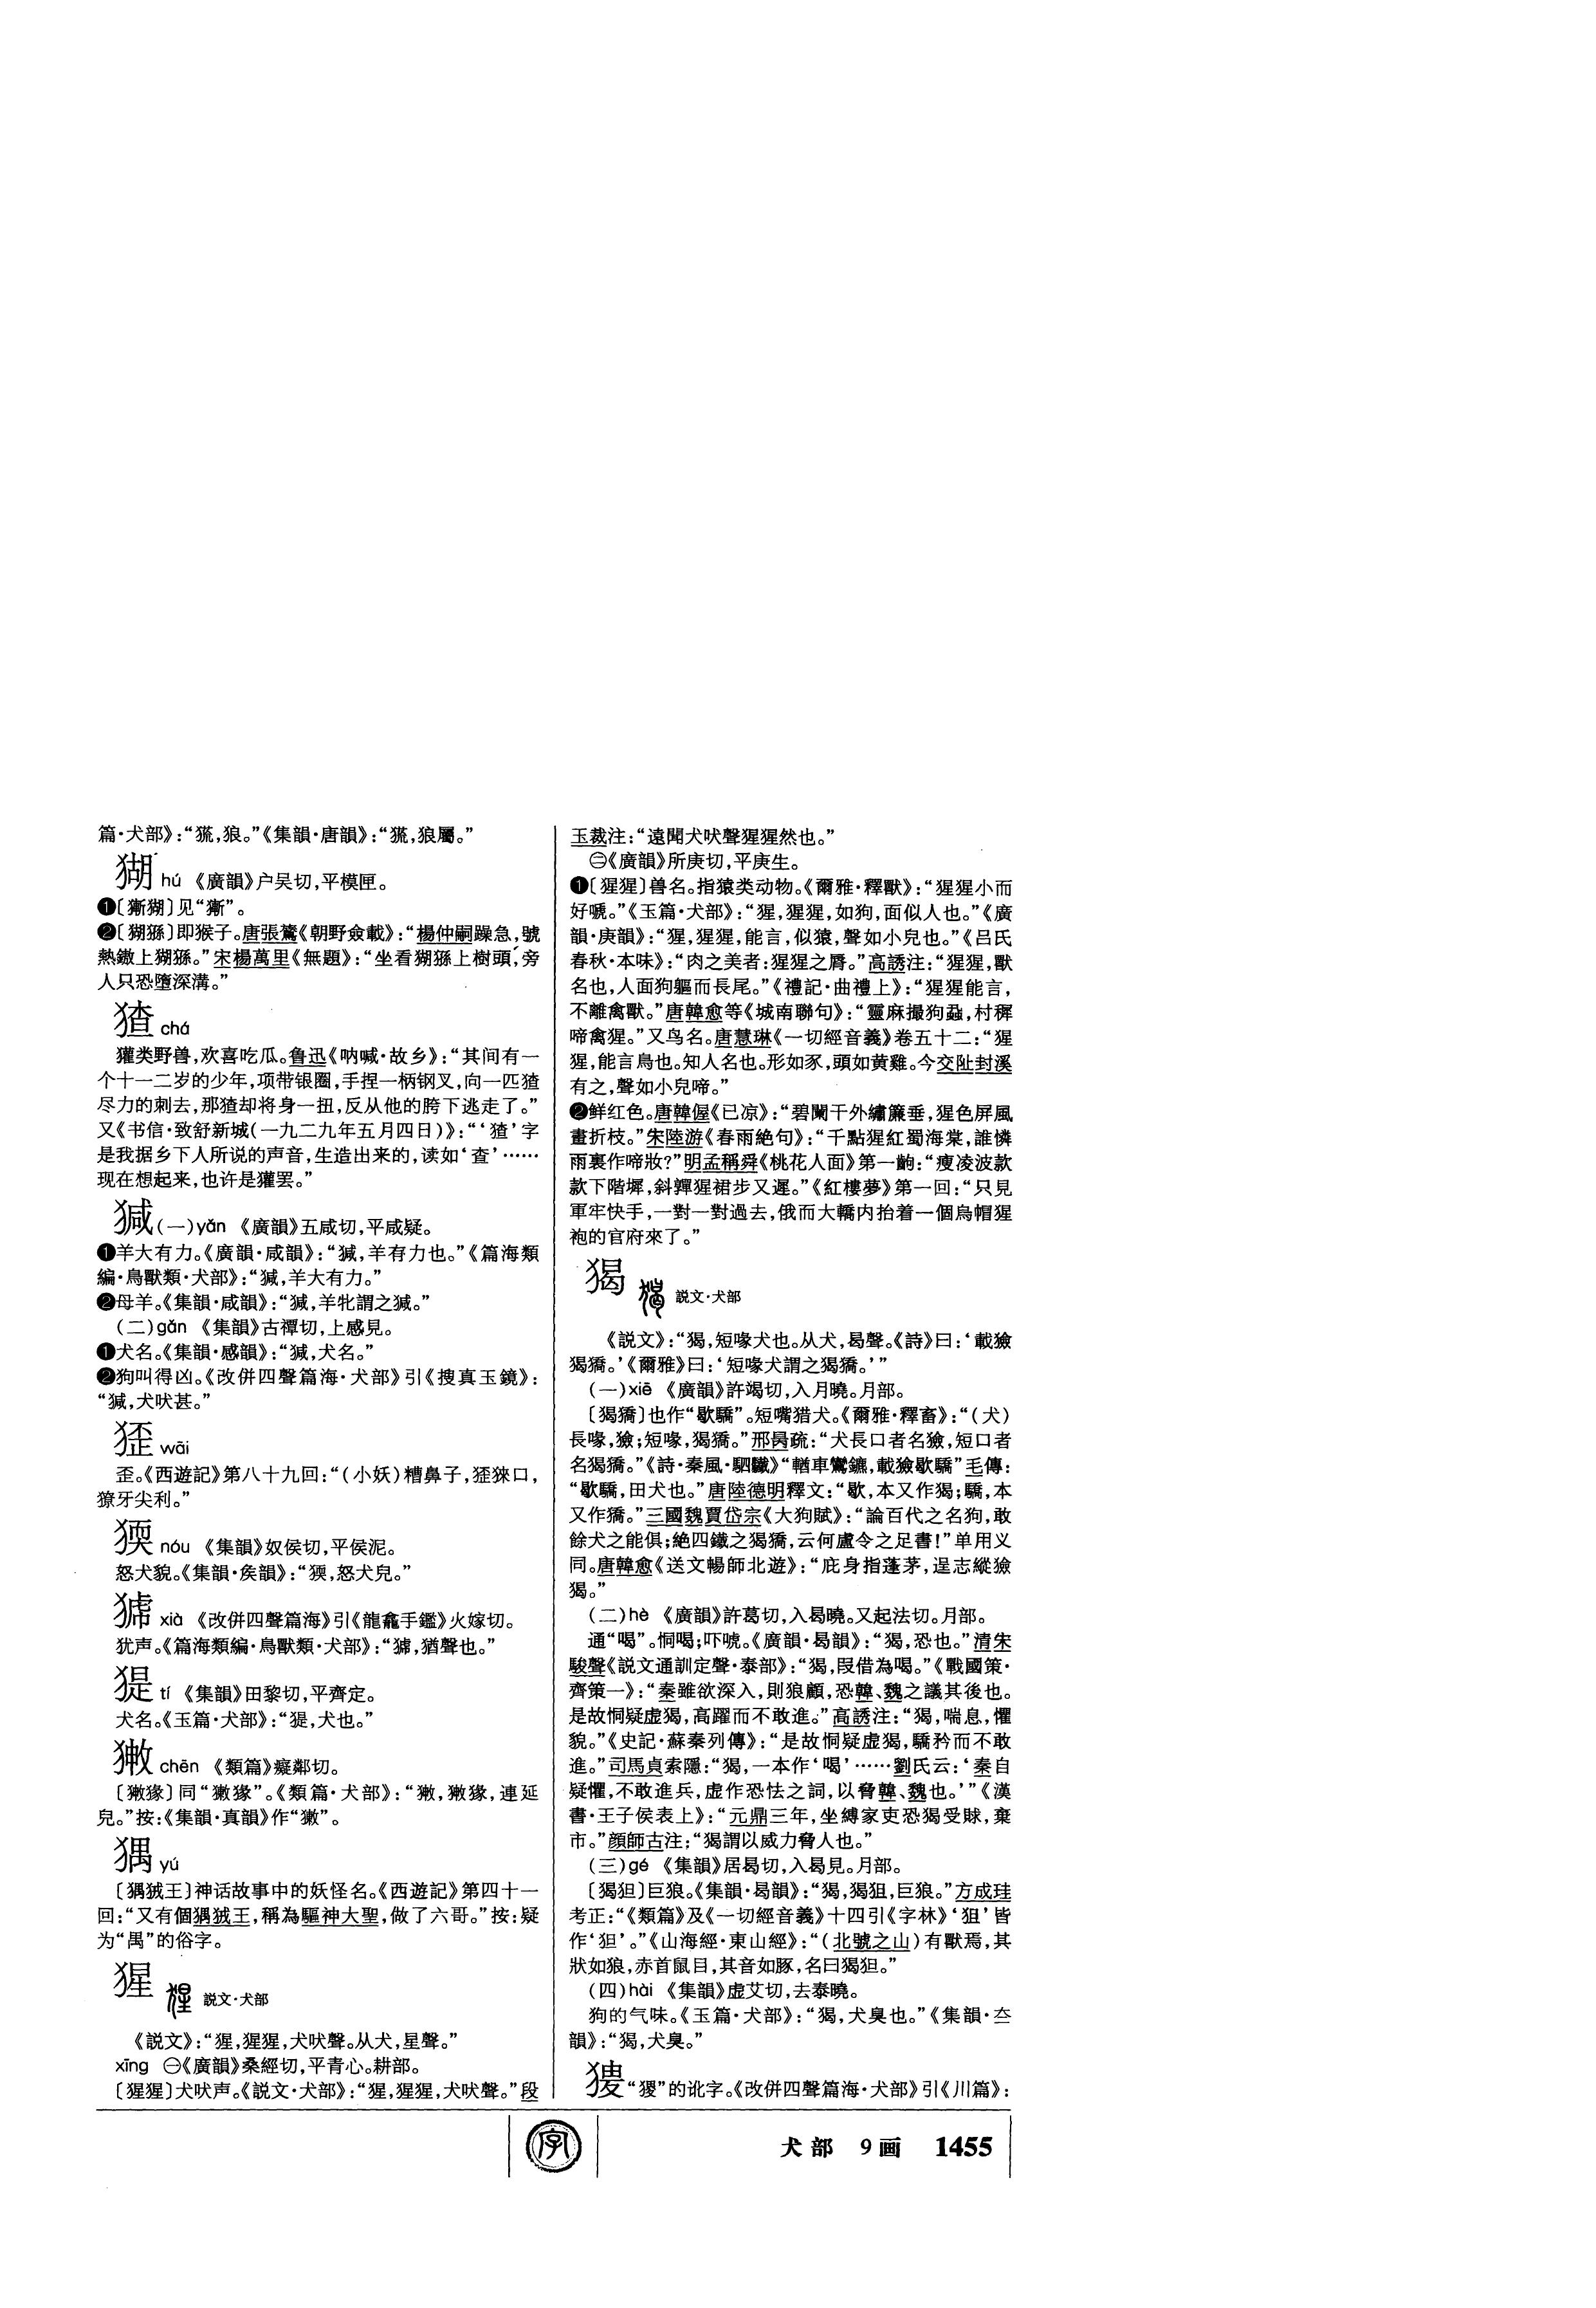 篇·犬部》：“㹧，狼。”《集韻·唐韻》：“㹧，狼屬。”
猢 hú 《廣韻》户吴切，平模匣。
❶〔獑猢〕见“獑”。
❷〔猢猻〕即猴子。唐張鷟《朝野僉載》：“楊仲嗣躁急，號
熱鏊上猢猻。”宋楊萬里《無題》：“坐看猢猻上樹頭，旁
人只恐墮深溝。”
猹 chá
獾类野兽，欢喜吃瓜。鲁迅《呐喊·故乡》：“其间有一
个十一二岁的少年，项带银圈，手捏一柄钢叉，向一匹猹
尽力的刺去，那猹却将身一扭，反从他的胯下逃走了。”
又《书信·致舒新城（一九二九年五月四日）》：“‘猹’字
是我据乡下人所说的声音，生造出来的，读如‘查’……
现在想起来，也许是獾罢。”
㺂（一）yǎn 《廣韻》五咸切，平咸疑。
❶羊大有力。《廣韻·咸韻》：“㺂，羊有力也。”《篇海類
編·鳥獸類·犬部》：“㺂，羊大有力。”
❷母羊。《集韻·咸韻》：“㺂，羊牝謂之㺂。”
（二）gǎn 《集韻》古禫切，上感見。
❶犬名。《集韻·感韻》：“㺂，犬名。”
❷狗叫得凶。《改併四聲篇海·犬部》引《搜真玉鏡》：
“㺂，犬吠甚。”
wāi
歪。《西遊記》第八十九回：“（小妖）糟鼻子，猍口，
獠牙尖利。”
nóu 《集韻》奴侯切，平侯泥。
怒犬貌。《集韻·矦韻》：“，怒犬皃。”
xià 《改併四聲篇海》引《龍龕手鑑》火嫁切。
犹声。《篇海類編·鳥獸類·犬部》：“，猶聲也。”
㺀 tí 《集韻》田黎切，平齊定。
犬名。《玉篇·犬部》：“㺀，犬也。”
chēn 《類篇》癡鄰切。
〔猭〕同“猭”。《類篇·犬部》：“，猭，連延
皃。”按：《集韻·真韻》作“”。
㺄 yú
〔㺄狨王〕神话故事中的妖怪名。《西遊記》第四十一
回：“又有個㺄狨王，稱為驅神大聖，做了六哥。”按：疑
为“禺”的俗字。
猩 説文·犬部
《説文》：“猩，猩猩，犬吠聲。从犬，星聲。”
xīng ㊀《廣韻》桑經切，平青心。耕部。
〔猩猩〕犬吠声。《説文·犬部》：“猩，猩猩，犬吠聲。”段
玉裁注：“遠聞犬吠聲猩猩然也。”
㊁《廣韻》所庚切，平庚生。
❶〔猩猩〕兽名。指猿类动物。《爾雅·釋獸》：“猩猩小而
好嗁。”《玉篇·犬部》：“猩，猩猩，如狗，面似人也。”《廣
韻·庚韻》：“猩，猩猩，能言，似猿，聲如小兒也。”《吕氏
春秋·本味》：“肉之美者：猩猩之脣。”高誘注：“猩猩，獸
名也，人面狗軀而長尾。”《禮記·曲禮上》：“猩猩能言，
不離禽獸。”唐韓愈等《城南聯句》：“靈麻撮狗蝨，村稺
啼禽猩。”又鸟名。唐慧琳《一切經音義》卷五十二：“猩
猩，能言鳥也。知人名也。形如豕，頭如黄雞。今交趾封溪
有之，聲如小兒啼。”
❷鲜红色。唐韓偓《已凉》：“碧闌干外繡簾垂，猩色屏風
畫折枝。”宋陸游《春雨絶句》：“千點猩紅蜀海棠，誰憐
雨裏作啼妝？”明孟稱舜《桃花人面》第一齣：“瘦凌波款
款下階墀，斜嚲猩裙步又遲。”《紅樓夢》第一回：“只見
軍牢快手，一對一對過去，俄而大轎内抬着一個烏帽猩
袍的官府來了。”
猲 説文·犬部
《説文》：“猲，短喙犬也。从犬，曷聲。《詩》曰：‘載獫
猲獢。’《爾雅》曰：‘短喙犬謂之猲獢。’”
（一）xiē 《廣韻》許竭切，入月曉。月部。
〔猲獢〕也作“歇驕”。短嘴猎犬。《爾雅·釋畜》：“（犬）
長喙，獫；短喙，猲獢。”邢昺疏：“犬長口者名獫，短口者
名猲獢。”《詩·秦風·駟驖》“輶車鸞鑣，載獫歇驕”毛傳：
“歇驕，田犬也。”唐陸德明釋文：“歇，本又作猲；驕，本
又作獢。”三國魏賈岱宗《大狗賦》：“論百代之名狗，敢
餘犬之能俱；絶四鐵之猲獢，云何盧令之足書！”单用义
同。唐韓愈《送文暢師北遊》：“庇身指蓬茅，逞志縱獫
猲。”
（二）hè 《廣韻》許葛切，入曷曉。又起法切。月部。
通“喝”。恫喝；吓唬。《廣韻·曷韻》：“猲，恐也。”清朱
駿聲《説文通訓定聲·泰部》：“猲，叚借為喝。”《戰國策·
齊策一》：“秦雖欲深入，則狼顧，恐韓、魏之議其後也。
是故恫疑虚猲，高躍而不敢進。”高誘注：“猲，喘息，懼
貌。”《史記·蘇秦列傳》：“是故恫疑虚猲，驕矜而不敢
進。”司馬貞索隱：“猲，一本作‘喝’……劉氏云：‘秦自
疑懼，不敢進兵，虚作恐怯之詞，以脅韓、魏也。’”《漢
書·王子侯表上》：“元鼎三年，坐縛家吏恐猲受賕，棄
市。”顔師古注：“猲謂以威力脅人也。”
（三）gé 《集韻》居曷切，入曷見。月部。
〔猲狚〕巨狼。《集韻·曷韻》：“猲，猲狙，巨狼。”方成珪
考正：“《類篇》及《一切經音義》十四引《字林》‘狙’皆
作‘狚’。”《山海經·東山經》：“（北號之山）有獸焉，其
狀如狼，赤首鼠目，其音如豚，名曰猲狚。”
（四）hài 《集韻》虚艾切，去泰曉。
狗的气味。《玉篇·犬部》：“猲，犬臭也。”《集韻·夳
韻》：“猲，犬臭。”
“猣”的讹字。《改併四聲篇海·犬部》引《川篇》：
字
犬部 9画 1455